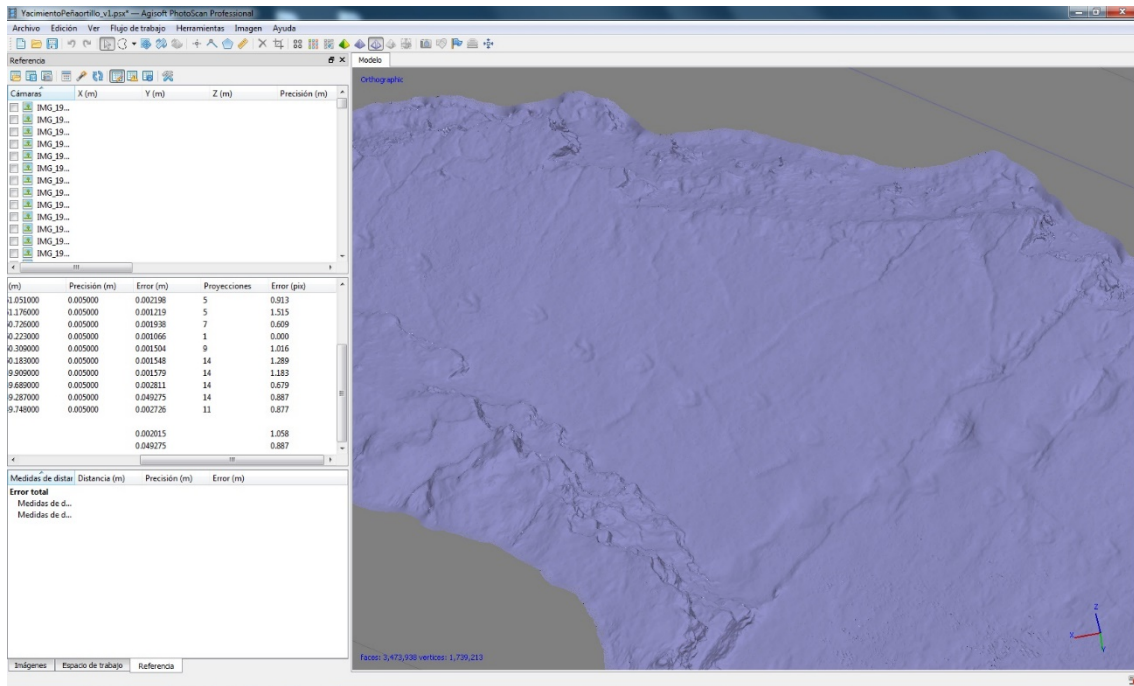 YacimientoPeñaortillo_v1.psx* — Agisoft PhotoScan Professional
Archivo Edición Ver Flujo de trabajo Herramientas Imagen Ayuda
Referencia
Modelo
Orthographic
Cámaras X (m) Y (m) Z (m) Precisión (m)
IMG_19...
IMG_19...
IMG_19...
IMG_19...
IMG_19...
IMG_19...
IMG_19...
IMG_19...
IMG_19...
IMG_19...
IMG_19...
IMG_19...
IMG_19...
(m) Precisión (m) Error (m) Proyecciones Error (pix)
1.051000 0.005000 0.002198 5 0.913
1.176000 0.005000 0.001219 5 1.515
0.726000 0.005000 0.001938 7 0.609
0.223000 0.005000 0.001066 1 0.000
0.309000 0.005000 0.001504 9 1.016
0.183000 0.005000 0.001548 14 1.289
9.909000 0.005000 0.001579 14 1.183
9.689000 0.005000 0.002811 14 0.679
9.287000 0.005000 0.049275 14 0.887
9.748000 0.005000 0.002726 11 0.877
0.002015 1.058
0.049275 0.887
Medidas de distar Distancia (m) Precisión (m) Error (m)
Error total
Medidas de d...
Medidas de d...
Z
X
Y
faces: 3,473,938 vertices: 1,739,213
Imágenes Espacio de trabajo Referencia